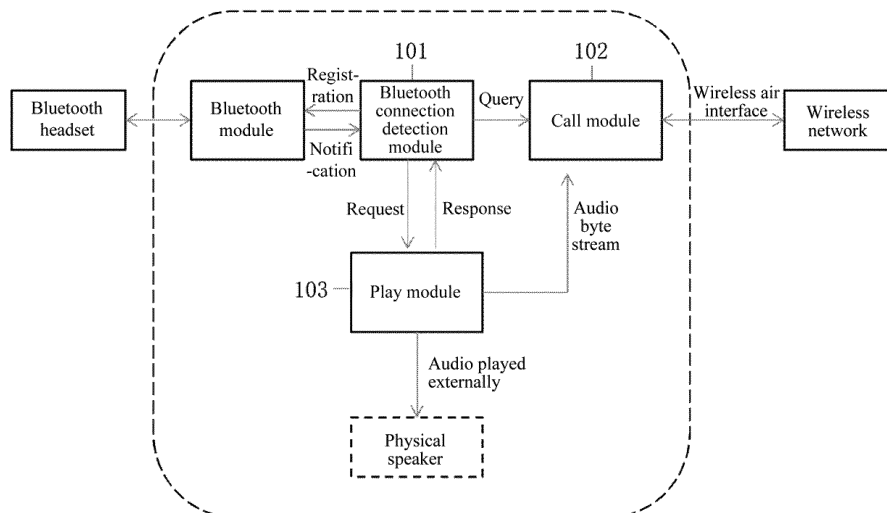 101
102
Regist-
ration
Bluetooth
headset
Bluetooth
module
Bluetooth
connection
detection
module
Query
Call module
Wireless air
interface
Wireless
network
Notifi
-cation
Request
Response
Audio
byte
stream
103
Play module
Audio played
externally
Physical
speaker